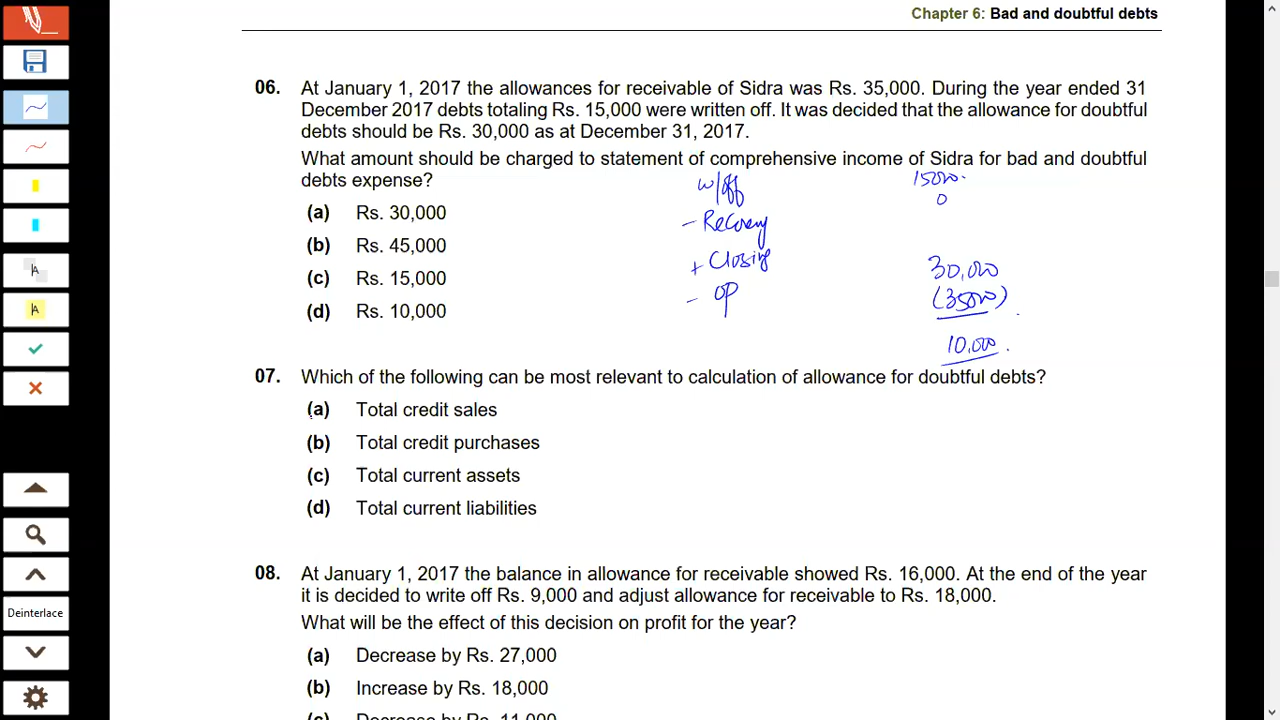 Chapter 6: Bad and doubtful debts
06. At January 1, 2017 the allowances for receivable of Sidra was Rs. 35,000. During the year ended 31
December 2017 debts totaling Rs. 15,000 were written off. It was decided that the allowance for doubtful
debts should be Rs. 30,000 as at December 31, 2017.
What amount should be charged to statement of comprehensive income of Sidra for bad and doubtful
debts expense?
w/off 15000.
0
(a) Rs. 30,000
- Recovery
(b) Rs. 45,000
+ Closing 30,000
(c) Rs. 15,000
- OP (35000)
(d) Rs. 10,000
10,000.
07. Which of the following can be most relevant to calculation of allowance for doubtful debts?
(a) Total credit sales
(b) Total credit purchases
(c) Total current assets
(d) Total current liabilities
08. At January 1, 2017 the balance in allowance for receivable showed Rs. 16,000. At the end of the year
it is decided to write off Rs. 9,000 and adjust allowance for receivable to Rs. 18,000.
What will be the effect of this decision on profit for the year?
(a) Decrease by Rs. 27,000
(b) Increase by Rs. 18,000
(c) Decrease by Rs. 11,000
A
A
Deinterlace